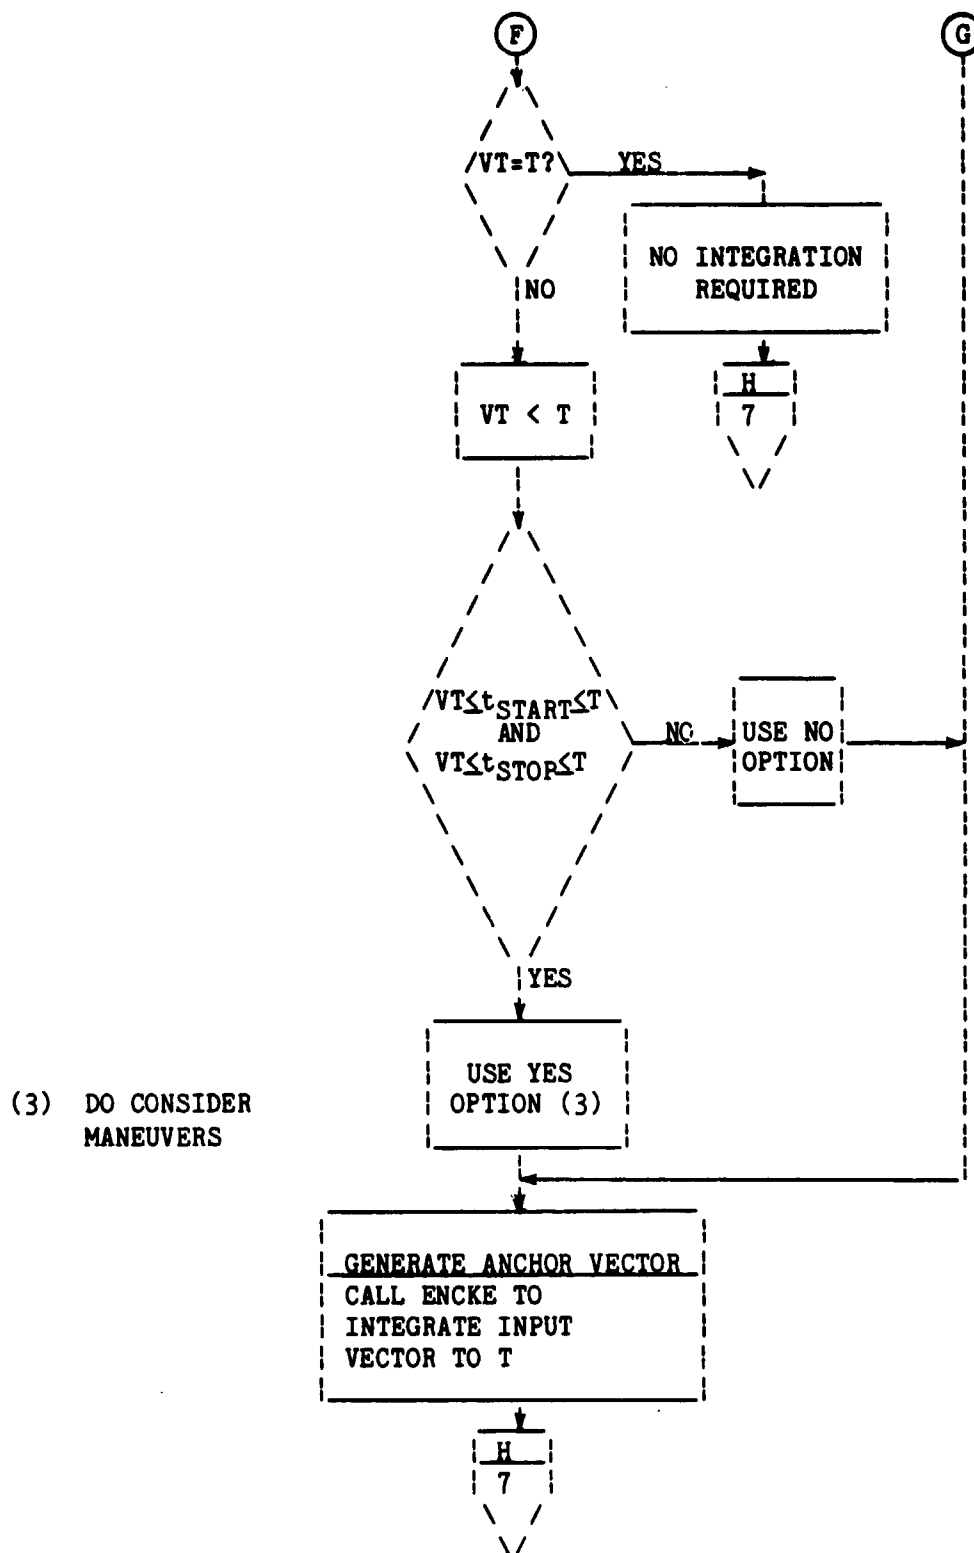 F
G
VT=T?
YES
NO INTEGRATION
REQUIRED
NO
H
7
VT < T
VT≤tSTART≤T
AND
VT≤tSTOP≤T
NO
USE NO
OPTION
YES
USE YES
OPTION (3)
(3) DO CONSIDER
MANEUVERS
GENERATE ANCHOR VECTOR
CALL ENCKE TO
INTEGRATE INPUT
VECTOR TO T
H
7